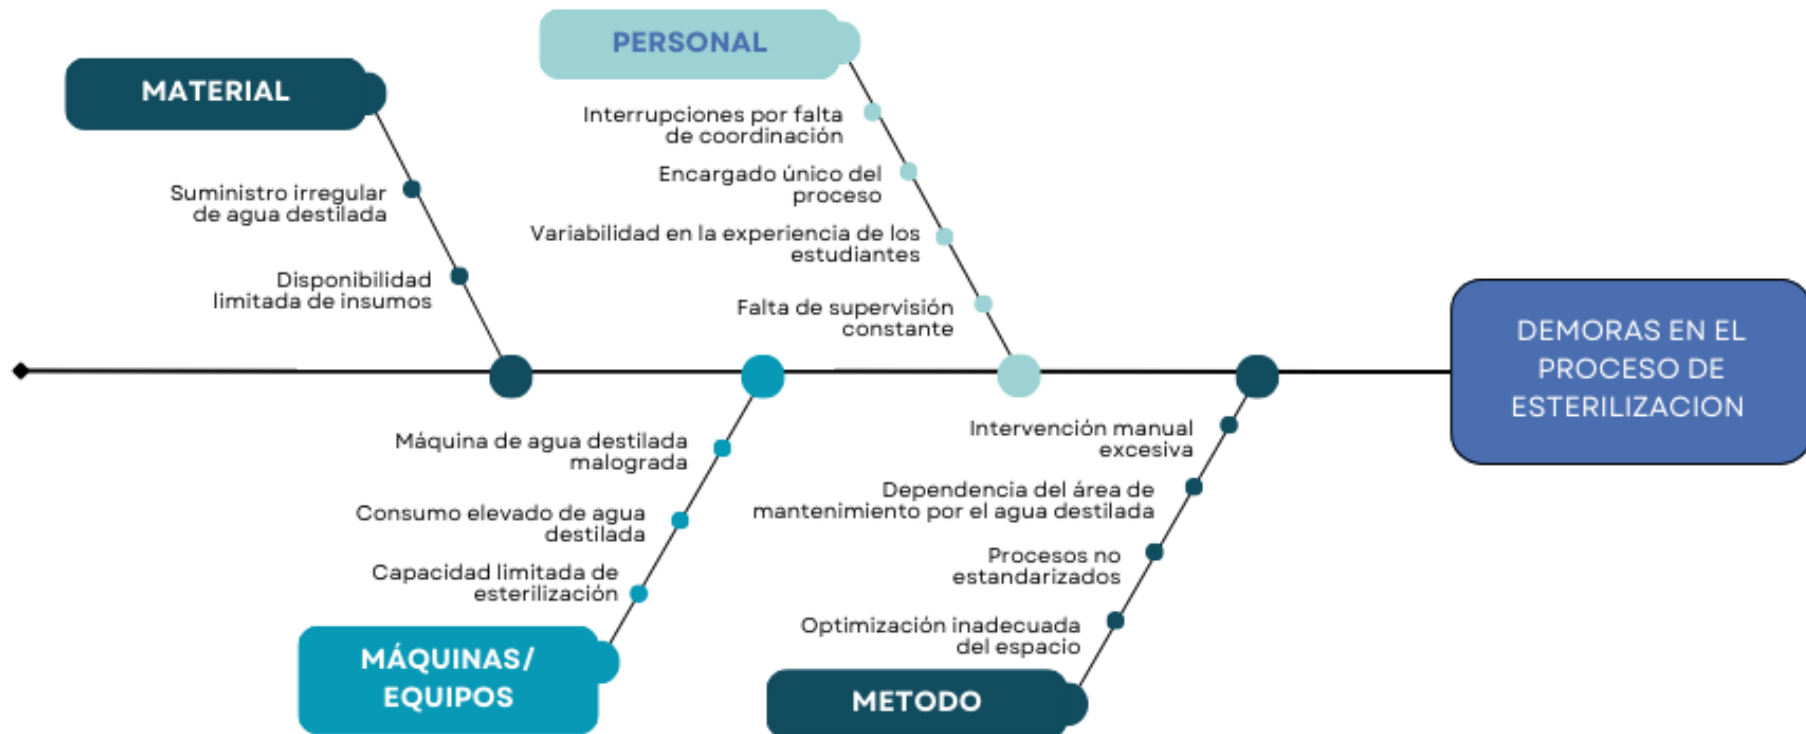 PERSONAL
MATERIAL
Interrupciones por falta
de coordinación
Suministro irregular
de agua destilada
Encargado único del
proceso
Variabilidad en la experiencia de los
estudiantes
Disponibilidad
limitada de insumos
Falta de supervisión
constante
DEMORAS EN EL
PROCESO DE
ESTERILIZACION
Máquina de agua destilada
malograda
Consumo elevado de agua
destilada
Capacidad limitada de
esterilización
MÁQUINAS/
EQUIPOS
Intervención manual
excesiva
Dependencia del área de
mantenimiento por el agua destilada
Procesos no
estandarizados
Optimización inadecuada
del espacio
METODO